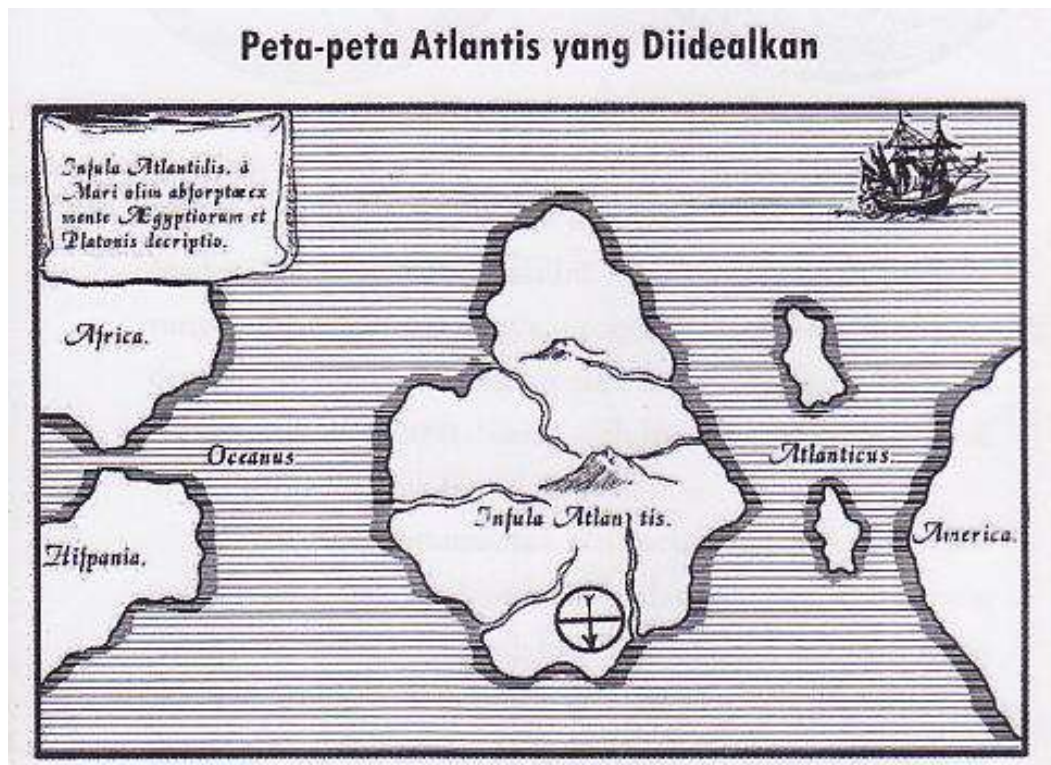 Peta-peta Atlantis yang Diidealkan
Inſula Atlantidis, à
Mari olim abſorptæ ex
mente Ægyptiorum et
Platonis decriptio.
Africa.
Oceanus
Atlanticus.
Inſula Atlantis.
Hiſpania.
America.